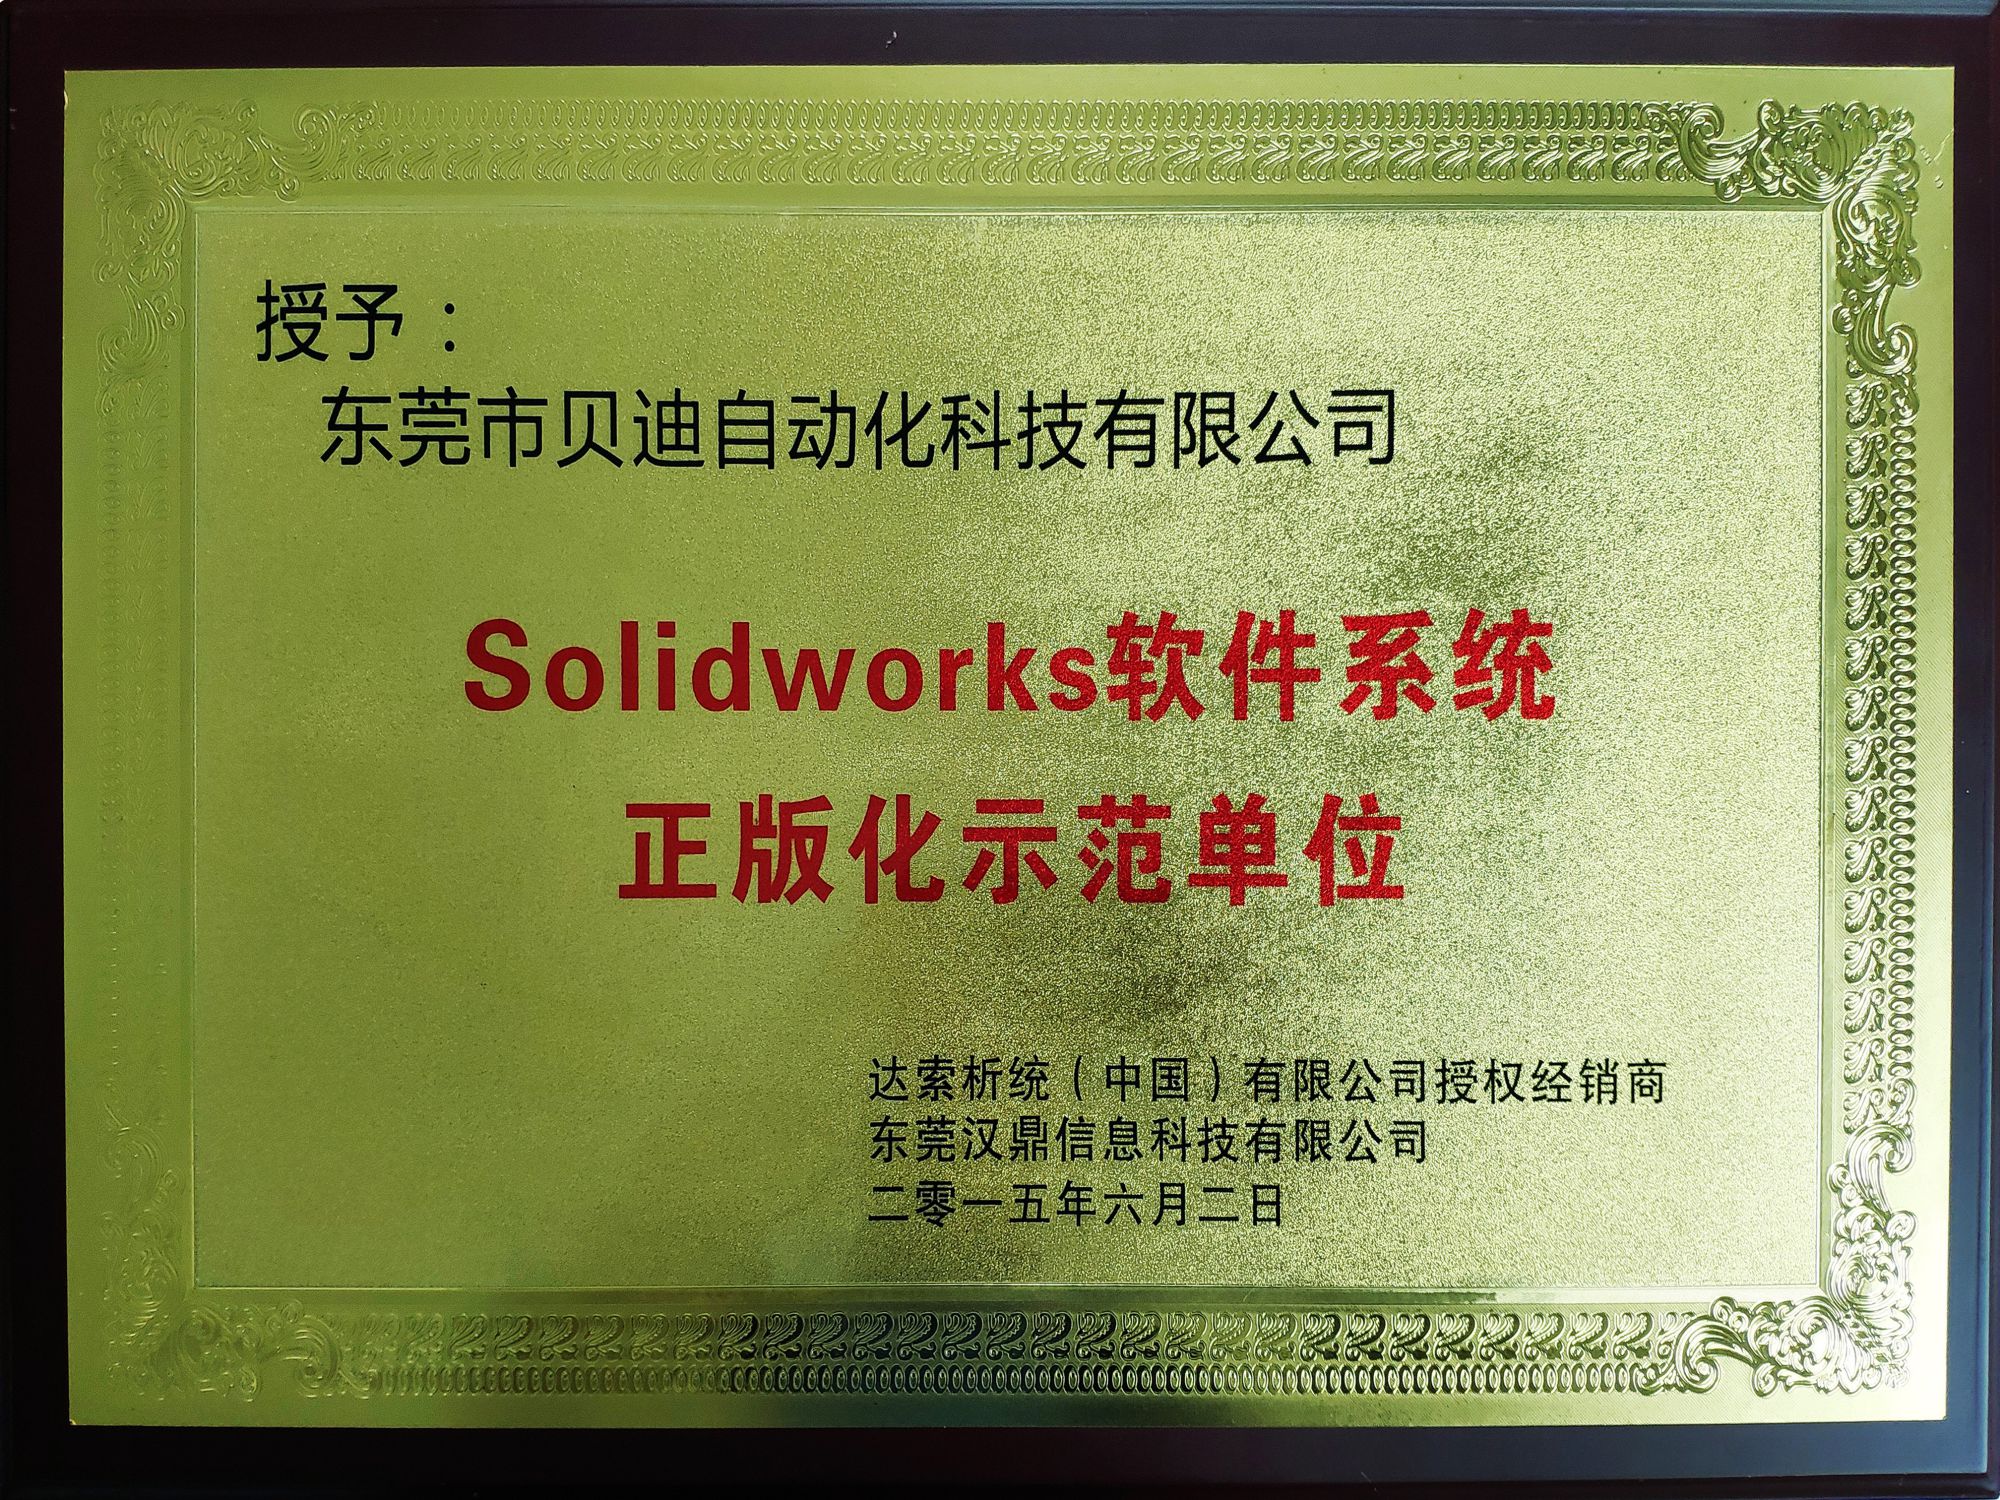 授予：
东莞市贝迪自动化科技有限公司
Solidworks软件系统
正版化示范单位
达索析统（中国）有限公司授权经销商
东莞汉鼎信息科技有限公司
二零一五年六月二日